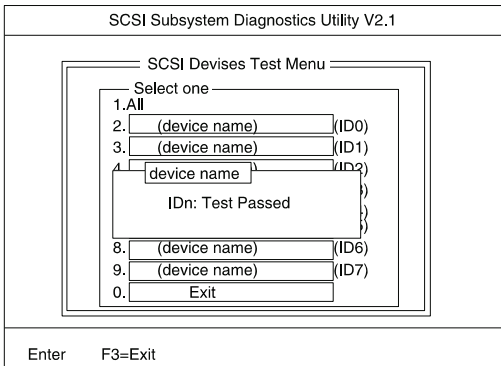 SCSI Subsystem Diagnostics Utility V2.1
SCSI Devises Test Menu
Select one
1.All
2. (device name) (ID0)
3. (device name) (ID1)
4. (ID2)
device name
IDn: Test Passed
8. (device name) (ID6)
9. (device name) (ID7)
0. Exit
Enter F3=Exit